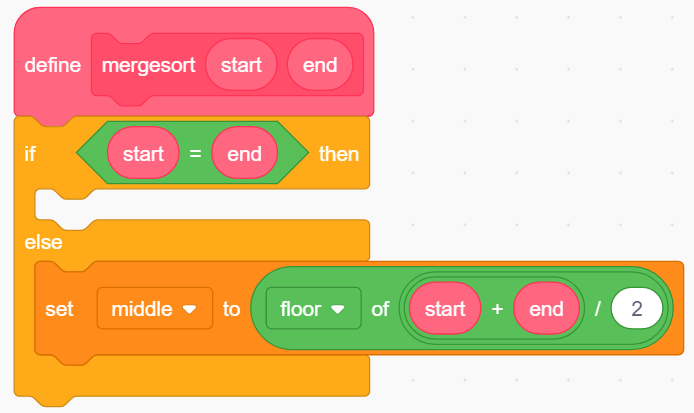 define mergesort start end
if start = end then
else
set middle to floor of start + end / 2